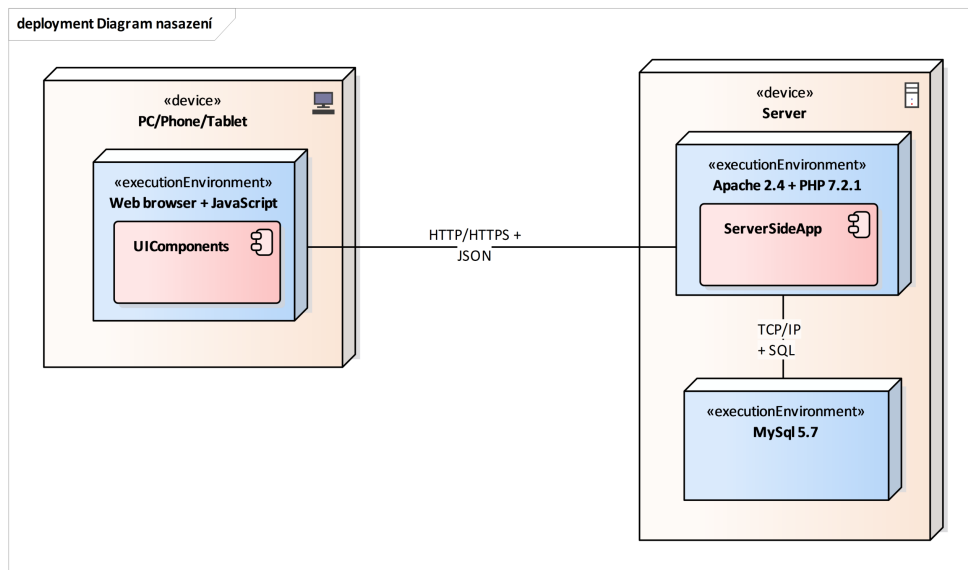 deployment Diagram nasazení
«device»
PC/Phone/Tablet
«executionEnvironment»
Web browser + JavaScript
UIComponents
HTTP/HTTPS +
JSON
«device»
Server
«executionEnvironment»
Apache 2.4 + PHP 7.2.1
ServerSideApp
TCP/IP
+ SQL
«executionEnvironment»
MySql 5.7